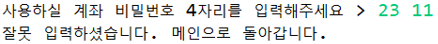 사용하실 계좌 비밀번호 4자리를 입력해주세요 > 23 11
잘못 입력하셨습니다. 메인으로 돌아갑니다.